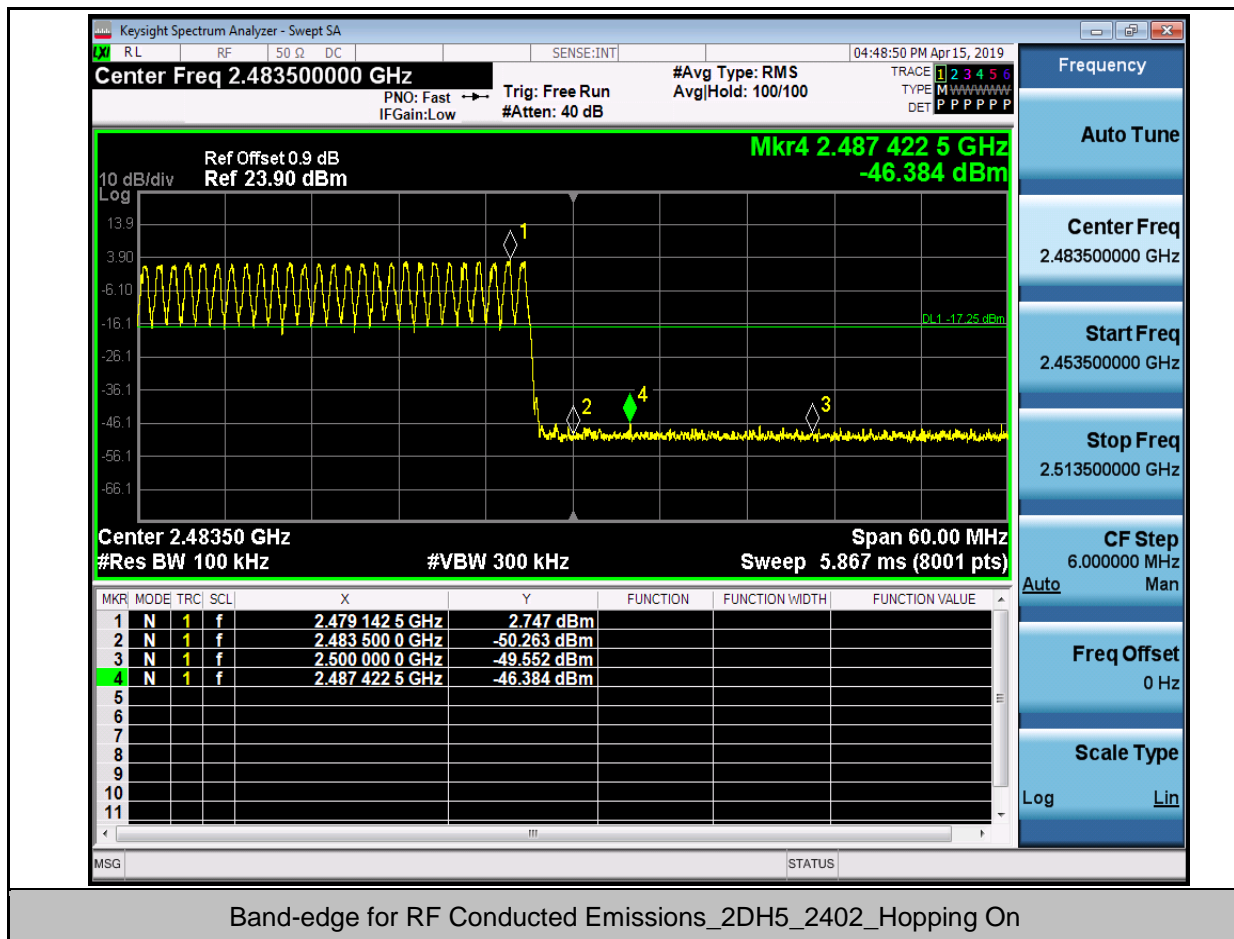 Keysight Spectrum Analyzer - Swept SA
LXI RL RF 50 Ω DC SENSE:INT 04:48:50 PM Apr 15, 2019
Center Freq 2.483500000 GHz
PNO: Fast
IFGain:Low
Trig: Free Run
#Atten: 40 dB
#Avg Type: RMS
Avg|Hold: 100/100
TRACE 1 2 3 4 5 6
TYPE M WWWWW
DET P P P P P P
Ref Offset 0.9 dB
10 dB/div Ref 23.90 dBm
Log
Mkr4 2.487 422 5 GHz
-46.384 dBm
13.9
3.90
-6.10
-16.1
-26.1
-36.1
-46.1
-56.1
-66.1
1
DL1 -17.25 dBm
2
4
3
Center 2.48350 GHz Span 60.00 MHz
#Res BW 100 kHz #VBW 300 kHz Sweep 5.867 ms (8001 pts)
MKR MODE TRC SCL X Y FUNCTION FUNCTION WIDTH FUNCTION VALUE
1 N 1 f 2.479 142 5 GHz 2.747 dBm
2 N 1 f 2.483 500 0 GHz -50.263 dBm
3 N 1 f 2.500 000 0 GHz -49.552 dBm
4 N 1 f 2.487 422 5 GHz -46.384 dBm
5
6
7
8
9
10
11
MSG STATUS
Frequency
Auto Tune
Center Freq
2.483500000 GHz
Start Freq
2.453500000 GHz
Stop Freq
2.513500000 GHz
CF Step
6.000000 MHz
Auto Man
Freq Offset
0 Hz
Scale Type
Log Lin
Band-edge for RF Conducted Emissions_2DH5_2402_Hopping On